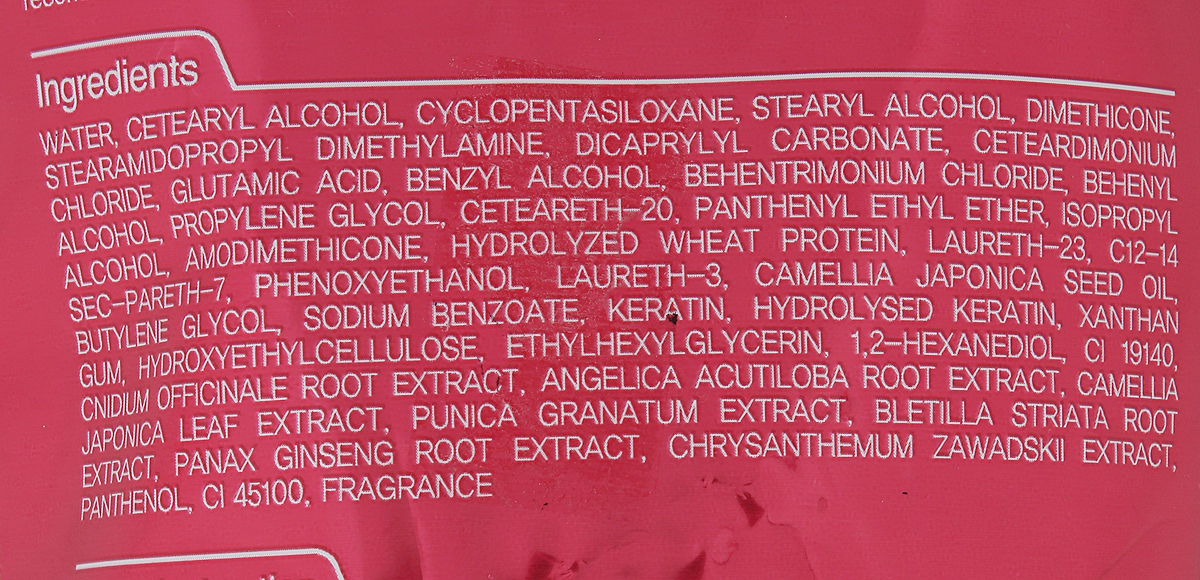 Ingredients
WATER, CETEARYL ALCOHOL, CYCLOPENTASILOXANE, STEARYL ALCOHOL, DIMETHICONE,
STEARAMIDOPROPYL DIMETHYLAMINE, DICAPRYLYL CARBONATE, CETEARDIMONIUM
CHLORIDE, GLUTAMIC ACID, BENZYL ALCOHOL, BEHENTRIMONIUM CHLORIDE, BEHENYL
ALCOHOL, PROPYLENE GLYCOL, CETEARETH-20, PANTHENYL ETHYL ETHER, ISOPROPYL
ALCOHOL, AMODIMETHICONE, HYDROLYZED WHEAT PROTEIN, LAURETH-23, C12-14
SEC-PARETH-7, PHENOXYETHANOL, LAURETH-3, CAMELLIA JAPONICA SEED OIL,
BUTYLENE GLYCOL, SODIUM BENZOATE, KERATIN, HYDROLYSED KERATIN, XANTHAN
GUM, HYDROXYETHYLCELLULOSE, ETHYLHEXYLGLYCERIN, 1,2-HEXANEDIOL, CI 19140,
CNIDIUM OFFICINALE ROOT EXTRACT, ANGELICA ACUTILOBA ROOT EXTRACT, CAMELLIA
JAPONICA LEAF EXTRACT, PUNICA GRANATUM EXTRACT, BLETILLA STRIATA ROOT
EXTRACT, PANAX GINSENG ROOT EXTRACT, CHRYSANTHEMUM ZAWADSKII EXTRACT,
PANTHENOL, CI 45100, FRAGRANCE